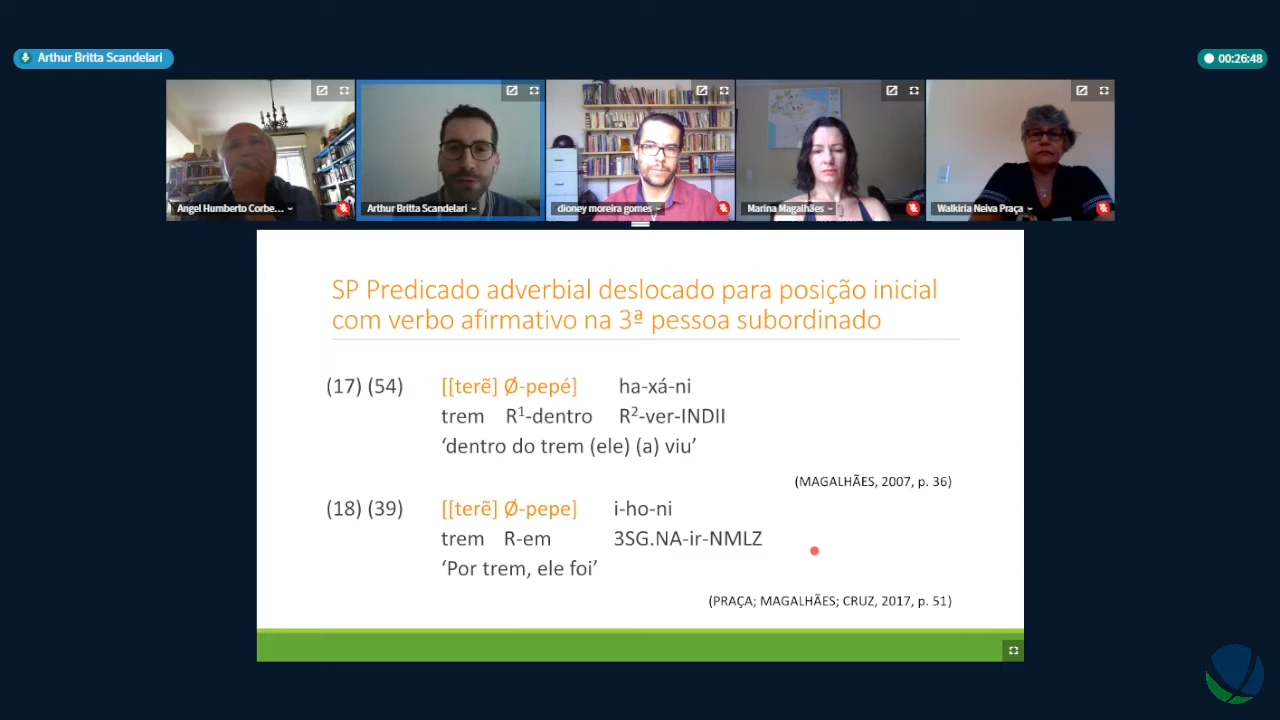 Arthur Britta Scandelari
00:26:48
Angel Humberto Corbe...
Arthur Britta Scandelari
dioney moreira gomes
Marina Magalhães
Walkiria Neiva Praça
SP Predicado adverbial deslocado para posição inicial
com verbo afirmativo na 3ª pessoa subordinado
(17) (54) [[terẽ] Ø-pepé] ha-xá-ni
trem R¹-dentro R²-ver-INDII
‘dentro do trem (ele) (a) viu’
(MAGALHÃES, 2007, p. 36)
(18) (39) [[terẽ] Ø-pepe] i-ho-ni
trem R-em 3SG.NA-ir-NMLZ
‘Por trem, ele foi’
(PRAÇA; MAGALHÃES; CRUZ, 2017, p. 51)